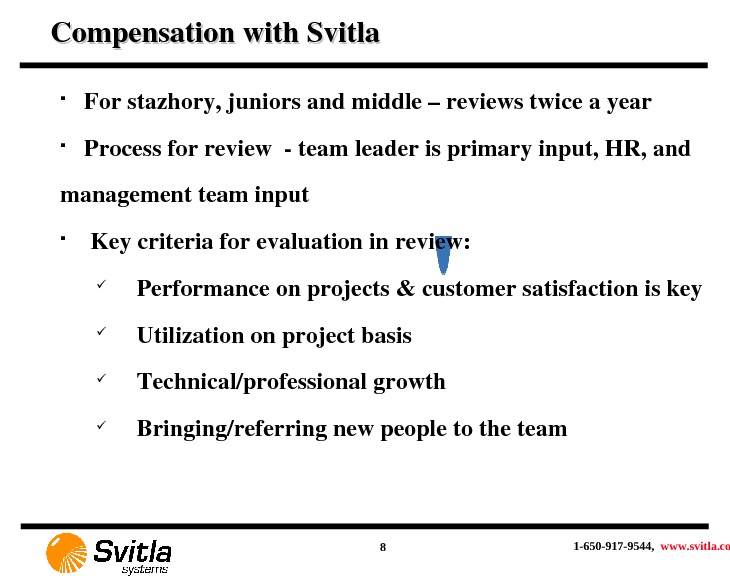 Compensation with Svitla
For stazhory, juniors and middle – reviews twice a year
Process for review - team leader is primary input, HR, and
management team input
Key criteria for evaluation in review:
Performance on projects & customer satisfaction is key
Utilization on project basis
Technical/professional growth
Bringing/referring new people to the team
Svitla
systems
8
1-650-917-9544, www.svitla.co